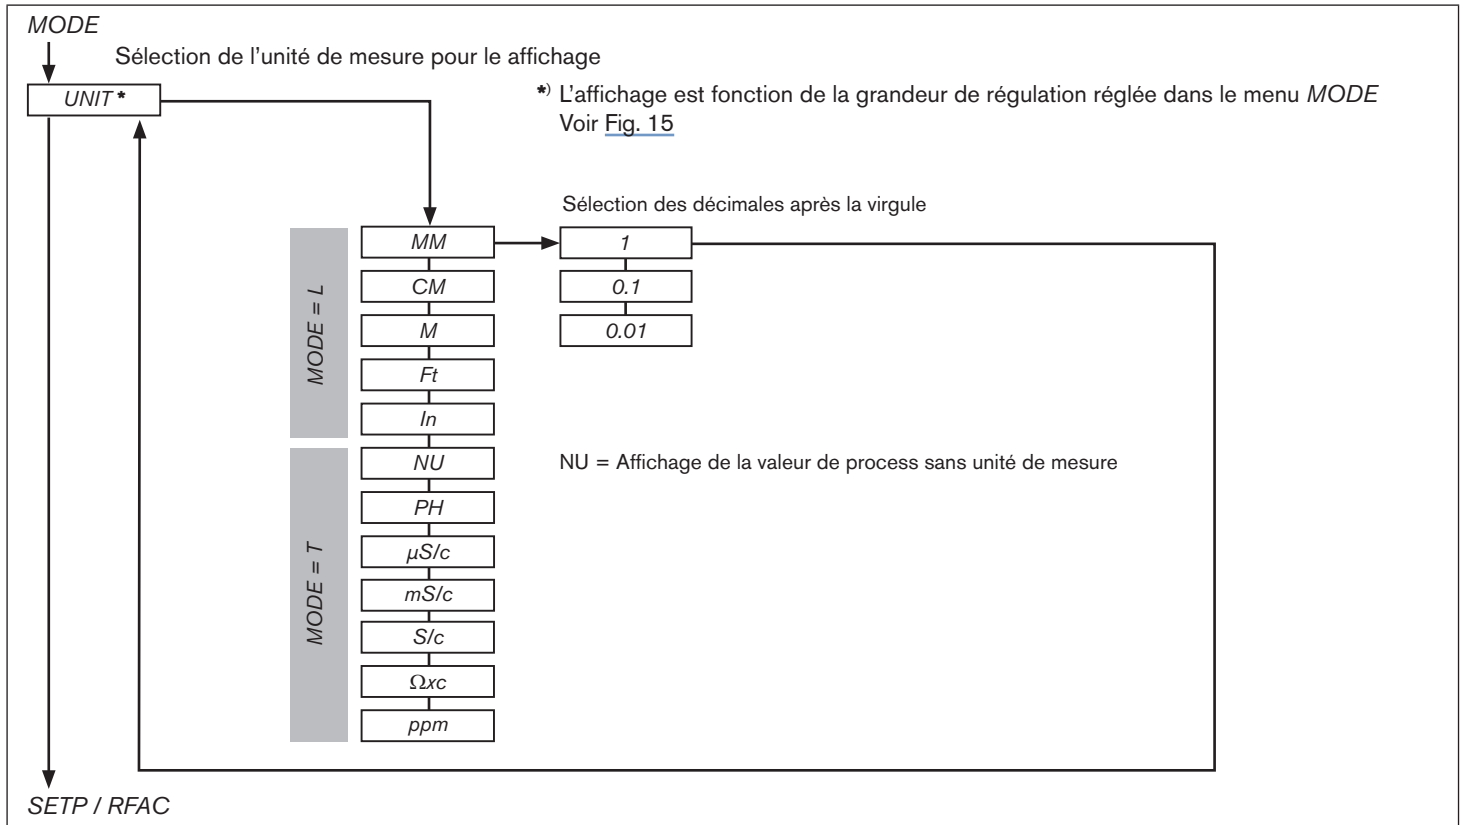 MODE
Sélection de l'unité de mesure pour le affichage
UNIT *
*) L'affichage est fonction de la grandeur de régulation réglée dans le menu MODE
Voir Fig. 15
Sélection des décimales après la virgule
MODE = L
MM
1
CM
0.1
M
0.01
Ft
In
MODE = T
NU
NU = Affichage de la valeur de process sans unité de mesure
PH
µS/c
mS/c
S/c
Ωxc
ppm
SETP / RFAC